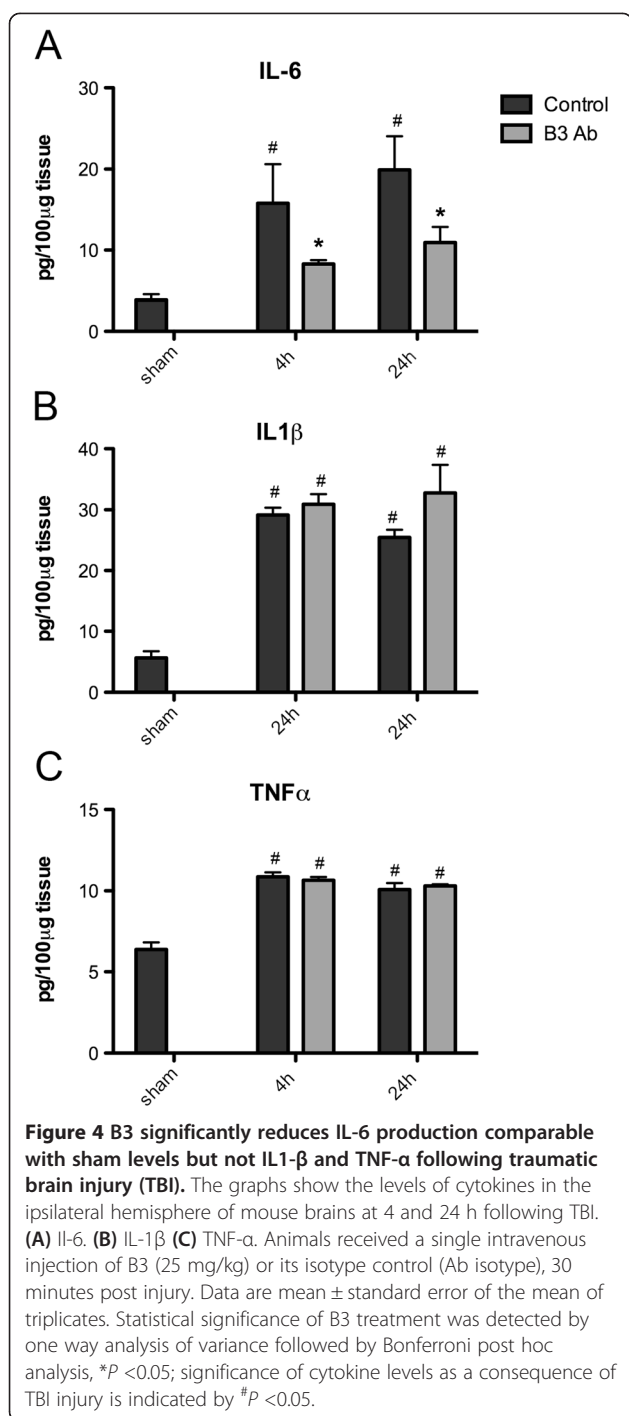 A
IL-6
Control
B3 Ab
pg/100µg tissue
30
20
10
0
#
*
#
*
sham
4h
24h
B
IL1β
pg/100µg tissue
40
30
20
10
0
#
#
#
#
sham
24h
24h
C
TNFα
pg/100µg tissue
15
10
5
0
#
#
#
#
sham
4h
24h
Figure 4 B3 significantly reduces IL-6 production comparable
with sham levels but not IL1-β and TNF-α following traumatic
brain injury (TBI). The graphs show the levels of cytokines in the
ipsilateral hemisphere of mouse brains at 4 and 24 h following TBI.
(A) Il-6. (B) IL-1β (C) TNF-α. Animals received a single intravenous
injection of B3 (25 mg/kg) or its isotype control (Ab isotype), 30
minutes post injury. Data are mean ± standard error of the mean of
triplicates. Statistical significance of B3 treatment was detected by
one way analysis of variance followed by Bonferroni post hoc
analysis, *P <0.05; significance of cytokine levels as a consequence of
TBI injury is indicated by #P <0.05.